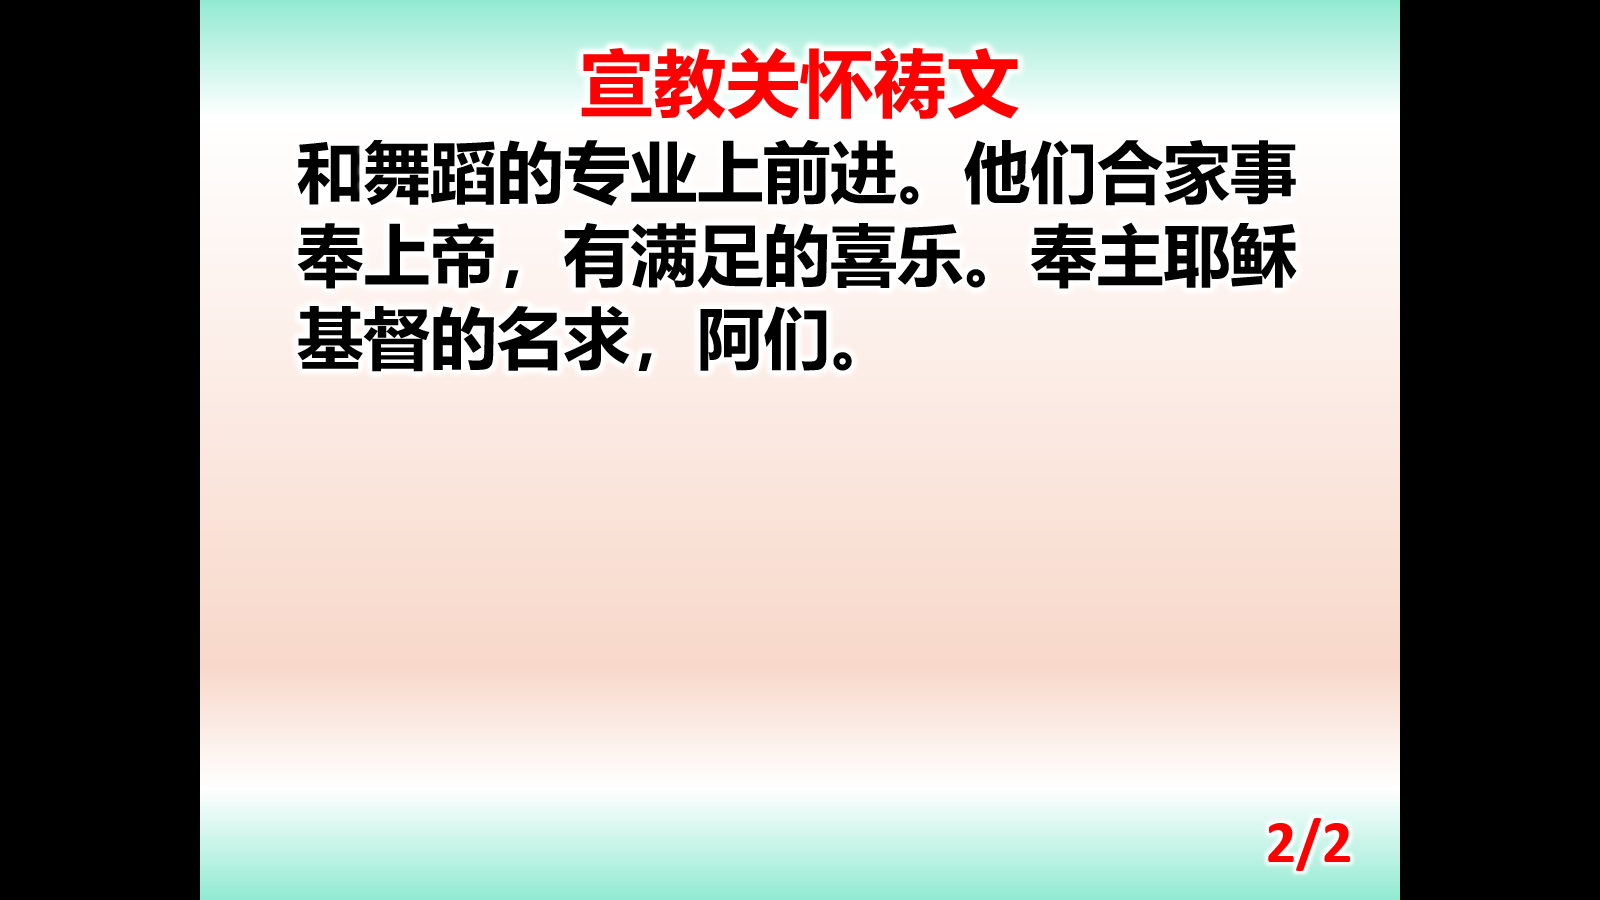 宣教关怀祷文
和舞蹈的专业上前进。他们合家事
奉上帝，有满足的喜乐。奉主耶稣
基督的名求，阿们。
2/2